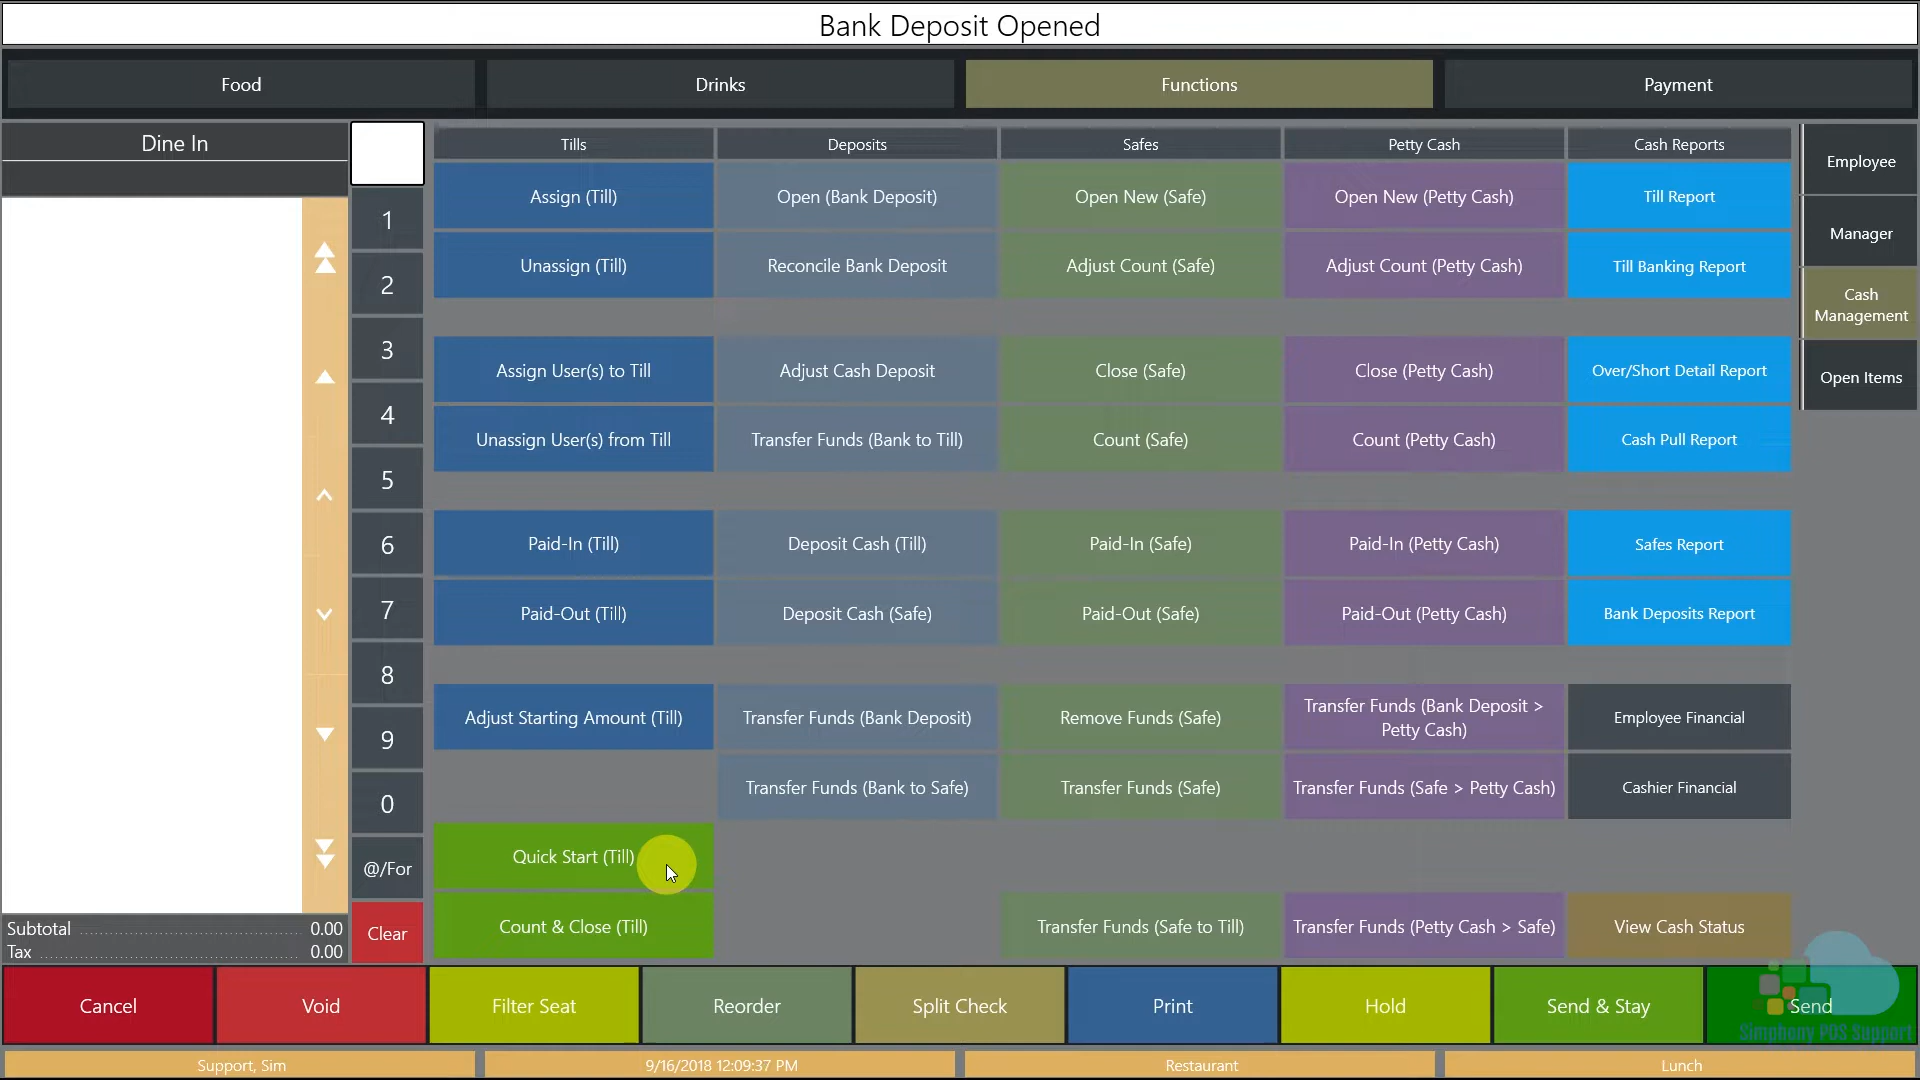 Bank Deposit Opened
Food
Drinks
Functions
Payment
Dine In
Tills
Deposits
Safes
Petty Cash
Cash Reports
Employee
Manager
Cash
Management
Open Items
1
2
3
4
5
6
7
8
9
0
@/For
Clear
Assign (Till)
Open (Bank Deposit)
Open New (Safe)
Open New (Petty Cash)
Till Report
Unassign (Till)
Reconcile Bank Deposit
Adjust Count (Safe)
Adjust Count (Petty Cash)
Till Banking Report
Assign User(s) to Till
Adjust Cash Deposit
Close (Safe)
Close (Petty Cash)
Over/Short Detail Report
Unassign User(s) from Till
Transfer Funds (Bank to Till)
Count (Safe)
Count (Petty Cash)
Cash Pull Report
Paid-In (Till)
Deposit Cash (Till)
Paid-In (Safe)
Paid-In (Petty Cash)
Safes Report
Paid-Out (Till)
Deposit Cash (Safe)
Paid-Out (Safe)
Paid-Out (Petty Cash)
Bank Deposits Report
Adjust Starting Amount (Till)
Transfer Funds (Bank Deposit)
Remove Funds (Safe)
Transfer Funds (Bank Deposit >
Petty Cash)
Employee Financial
Transfer Funds (Bank to Safe)
Transfer Funds (Safe)
Transfer Funds (Safe > Petty Cash)
Cashier Financial
Quick Start (Till)
Count & Close (Till)
Transfer Funds (Safe to Till)
Transfer Funds (Petty Cash > Safe)
View Cash Status
Subtotal 0.00
Tax 0.00
Cancel
Void
Filter Seat
Reorder
Split Check
Print
Hold
Send & Stay
Send
Simphony POS Support
Support, Sim
9/16/2018 12:09:37 PM
Restaurant
Lunch